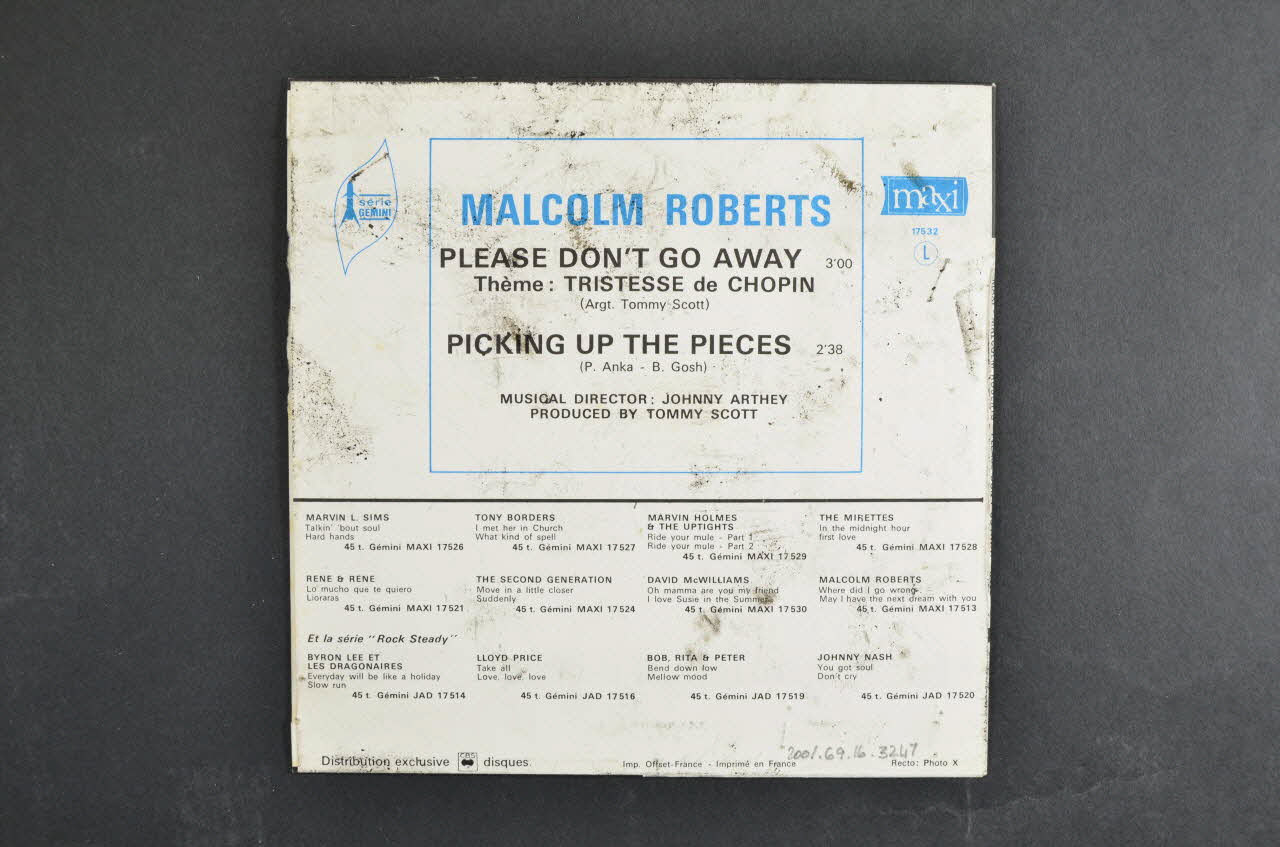 série
GEMINI
maxi
17532
L
MALCOLM ROBERTS
PLEASE DON'T GO AWAY 3'00
Thème : TRISTESSE de CHOPIN
(Argt. Tommy Scott)
PICKING UP THE PIECES 2'38
(P. Anka - B. Gosh)
MUSICAL DIRECTOR : JOHNNY ARTHEY
PRODUCED BY TOMMY SCOTT
MARVIN L. SIMS
Talkin' 'bout soul
Hard hands
45 t. Gémini MAXI 17526
TONY BORDERS
I met her in Church
What kind of spell
45 t. Gémini MAXI 17527
MARVIN HOLMES
& THE UPTIGHTS
Ride your mule - Part 1
Ride your mule - Part 2
45 t. Gémini MAXI 17529
THE MIRETTES
In the midnight hour
first love
45 t. Gémini MAXI 17528
RENE & RENE
Lo mucho que te quiero
Lioraras
45 t. Gémini MAXI 17521
THE SECOND GENERATION
Move in a little closer
Suddenly
45 t. Gémini MAXI 17524
DAVID McWILLIAMS
Oh mamma are you my friend
I love Susie in the Summer
45 t. Gémini MAXI 17530
MALCOLM ROBERTS
Where did I go wrong
May I have the next dream with you
45 t. Gémini MAXI 17513
Et la série "Rock Steady"
BYRON LEE ET
LES DRAGONAIRES
Everyday will be like a holiday
Slow run
45 t. Gémini JAD 17514
LLOYD PRICE
Take all
Love, love, love
45 t. Gémini JAD 17516
BOB, RITA & PETER
Bend down low
Mellow mood
45 t. Gémini JAD 17519
JOHNNY NASH
You got soul
Don't cry
45 t. Gémini JAD 17520
Distribution exclusive CBS disques.
Imp. Offset-France - Imprimé en France
2001.69.16.3247
Recto : Photo X